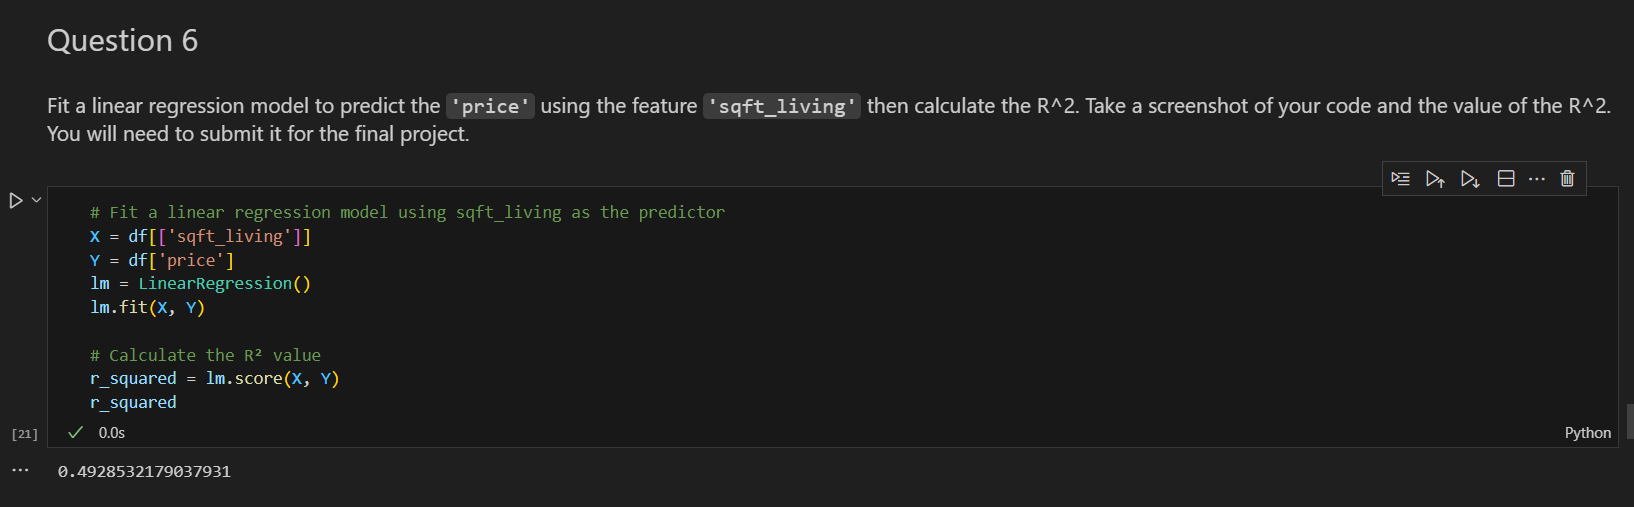 Question 6
Fit a linear regression model to predict the 'price' using the feature 'sqft_living' then calculate the R^2. Take a screenshot of your code and the value of the R^2.
You will need to submit it for the final project.
# Fit a linear regression model using sqft_living as the predictor
X = df[['sqft_living']]
Y = df['price']
lm = LinearRegression()
lm.fit(X, Y)
# Calculate the R² value
r_squared = lm.score(X, Y)
r_squared
[21] 0.0s Python
0.4928532179037931